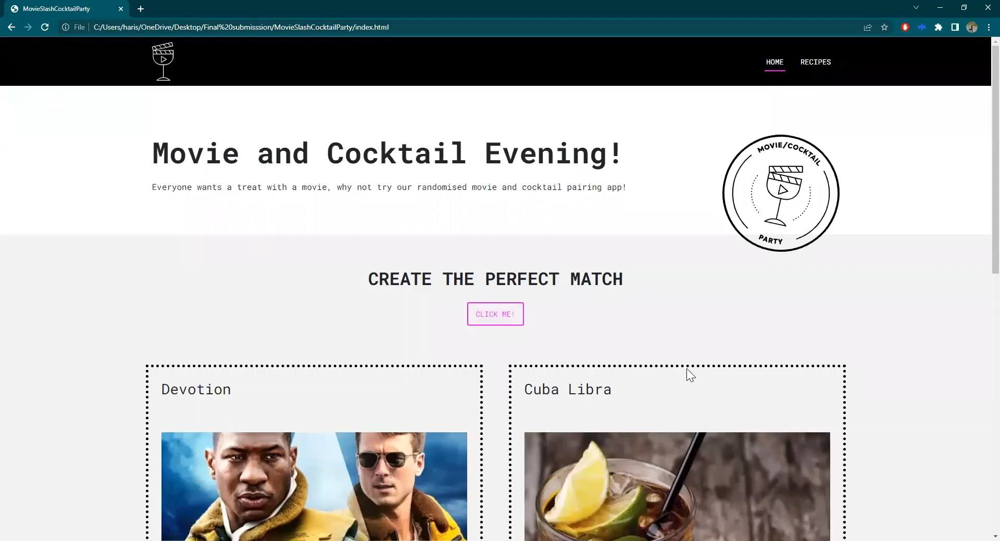 MovieSlashCocktailParty
File
C:/Users/haris/OneDrive/Desktop/Final%20submisssion/MovieSlashCocktailParty/index.html
HOME RECIPES
Movie and Cocktail Evening!
Everyone wants a treat with a movie, why not try our randomised movie and cocktail pairing app!
MOVIE/COCKTAIL
PARTY
CREATE THE PERFECT MATCH
CLICK ME!
Devotion
Cuba Libra